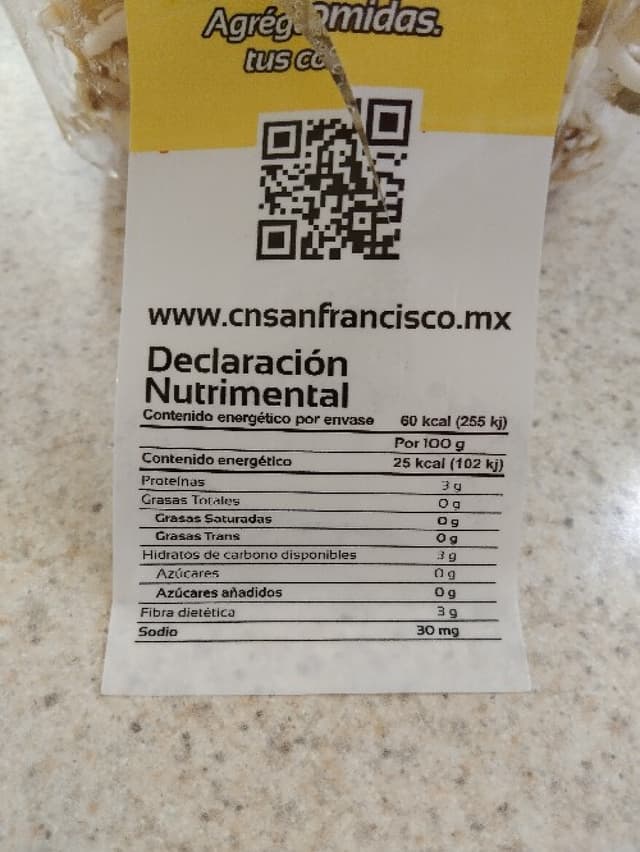 Agrég omidas.
tus co
www.cnsanfrancisco.mx
Declaración
Nutrimental
Contenido energético por envase 60 kcal (255 kj)
Por 100 g
Contenido energético 25 kcal (102 kj)
Proteínas 3 g
Grasas Totales 0 g
Grasas Saturadas 0 g
Grasas Trans 0 g
Hidratos de carbono disponibles 3 g
Azúcares 0 g
Azúcares añadidos 0 g
Fibra dietética 3 g
Sodio 30 mg